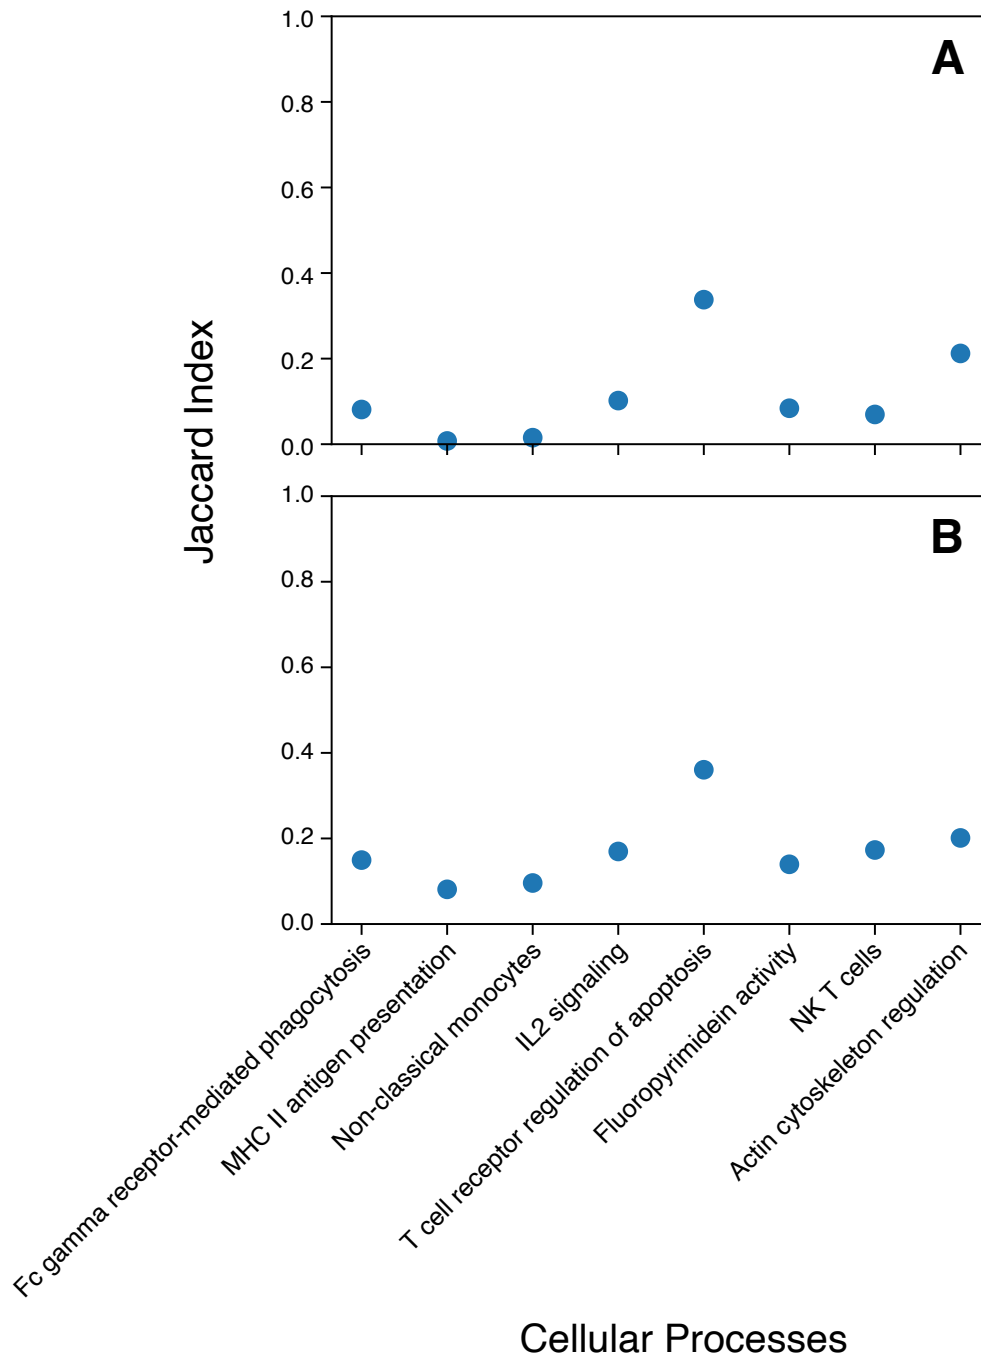 1.0
0.8
0.6
0.4
0.2
0.0
A
Jaccard Index
1.0
0.8
0.6
0.4
0.2
0.0
B
Fc gamma receptor-mediated phagocytosis
MHC II antigen presentation
Non-classical monocytes
IL2 signaling
T cell receptor regulation of apoptosis
Fluoropyrimidein activity
NK T cells
Actin cytoskeleton regulation
Cellular Processes